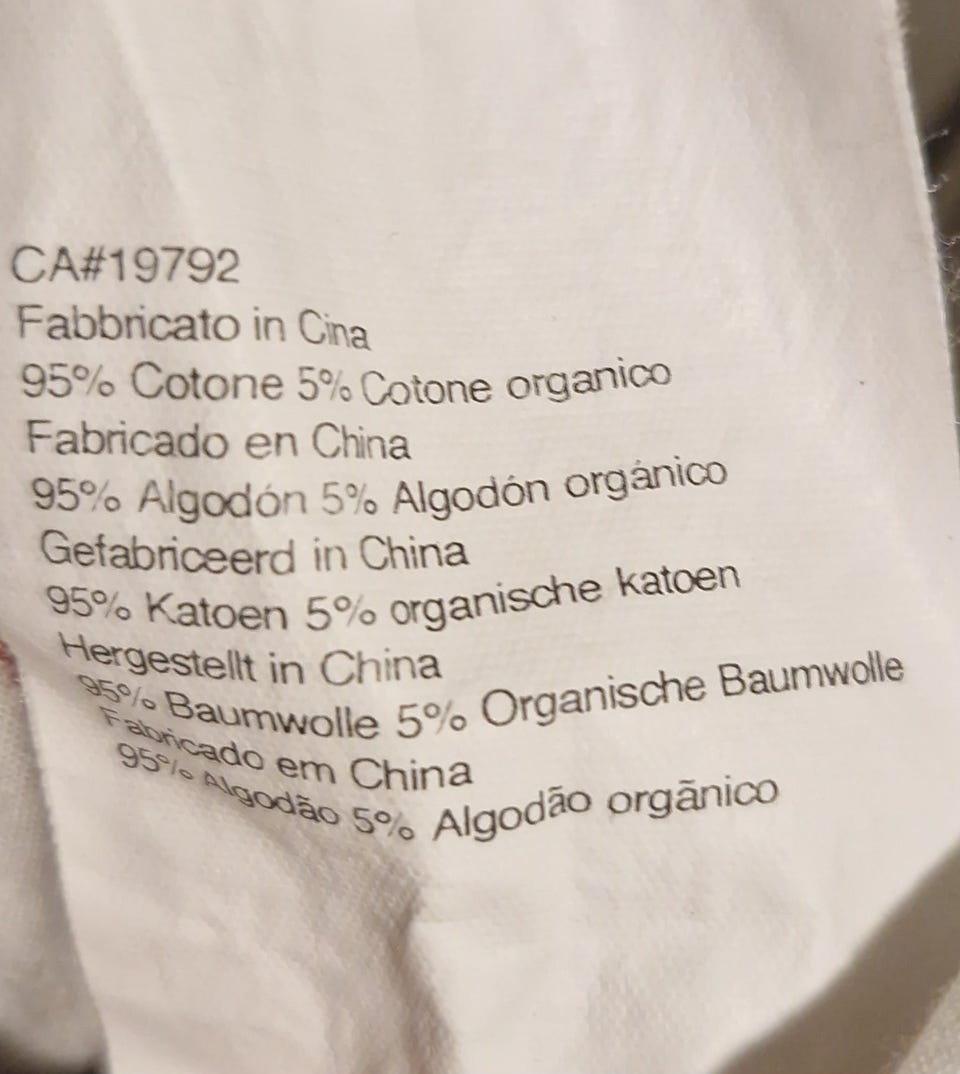 CA#19792
Fabbricato in Cina
95% Cotone 5% Cotone organico
Fabricado en China
95% Algodón 5% Algodón orgánico
Gefabriceerd in China
95% Katoen 5% organische katoen
Hergestellt in China
95% Baumwolle 5% Organische Baumwolle
Fabricado em China
95% Algodão 5% Algodão orgãnico